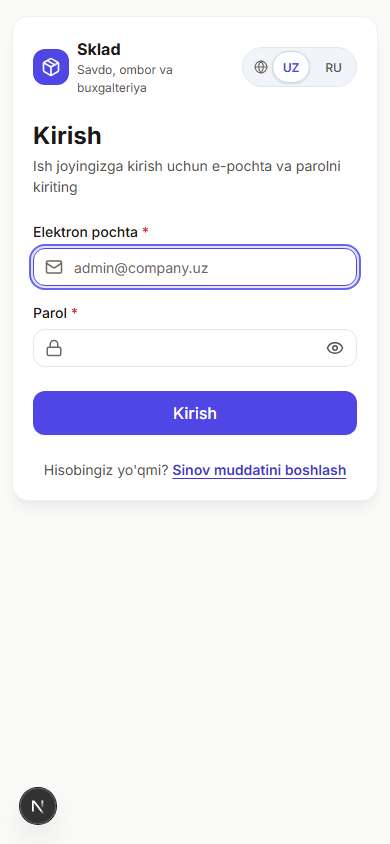 Sklad
Savdo, ombor va
buxgalteriya
UZ
RU
Kirish
Ish joyingizga kirish uchun e-pochta va parolni
kiriting
Elektron pochta *
admin@company.uz
Parol *
Kirish
Hisobingiz yo'qmi? Sinov muddatini boshlash
N